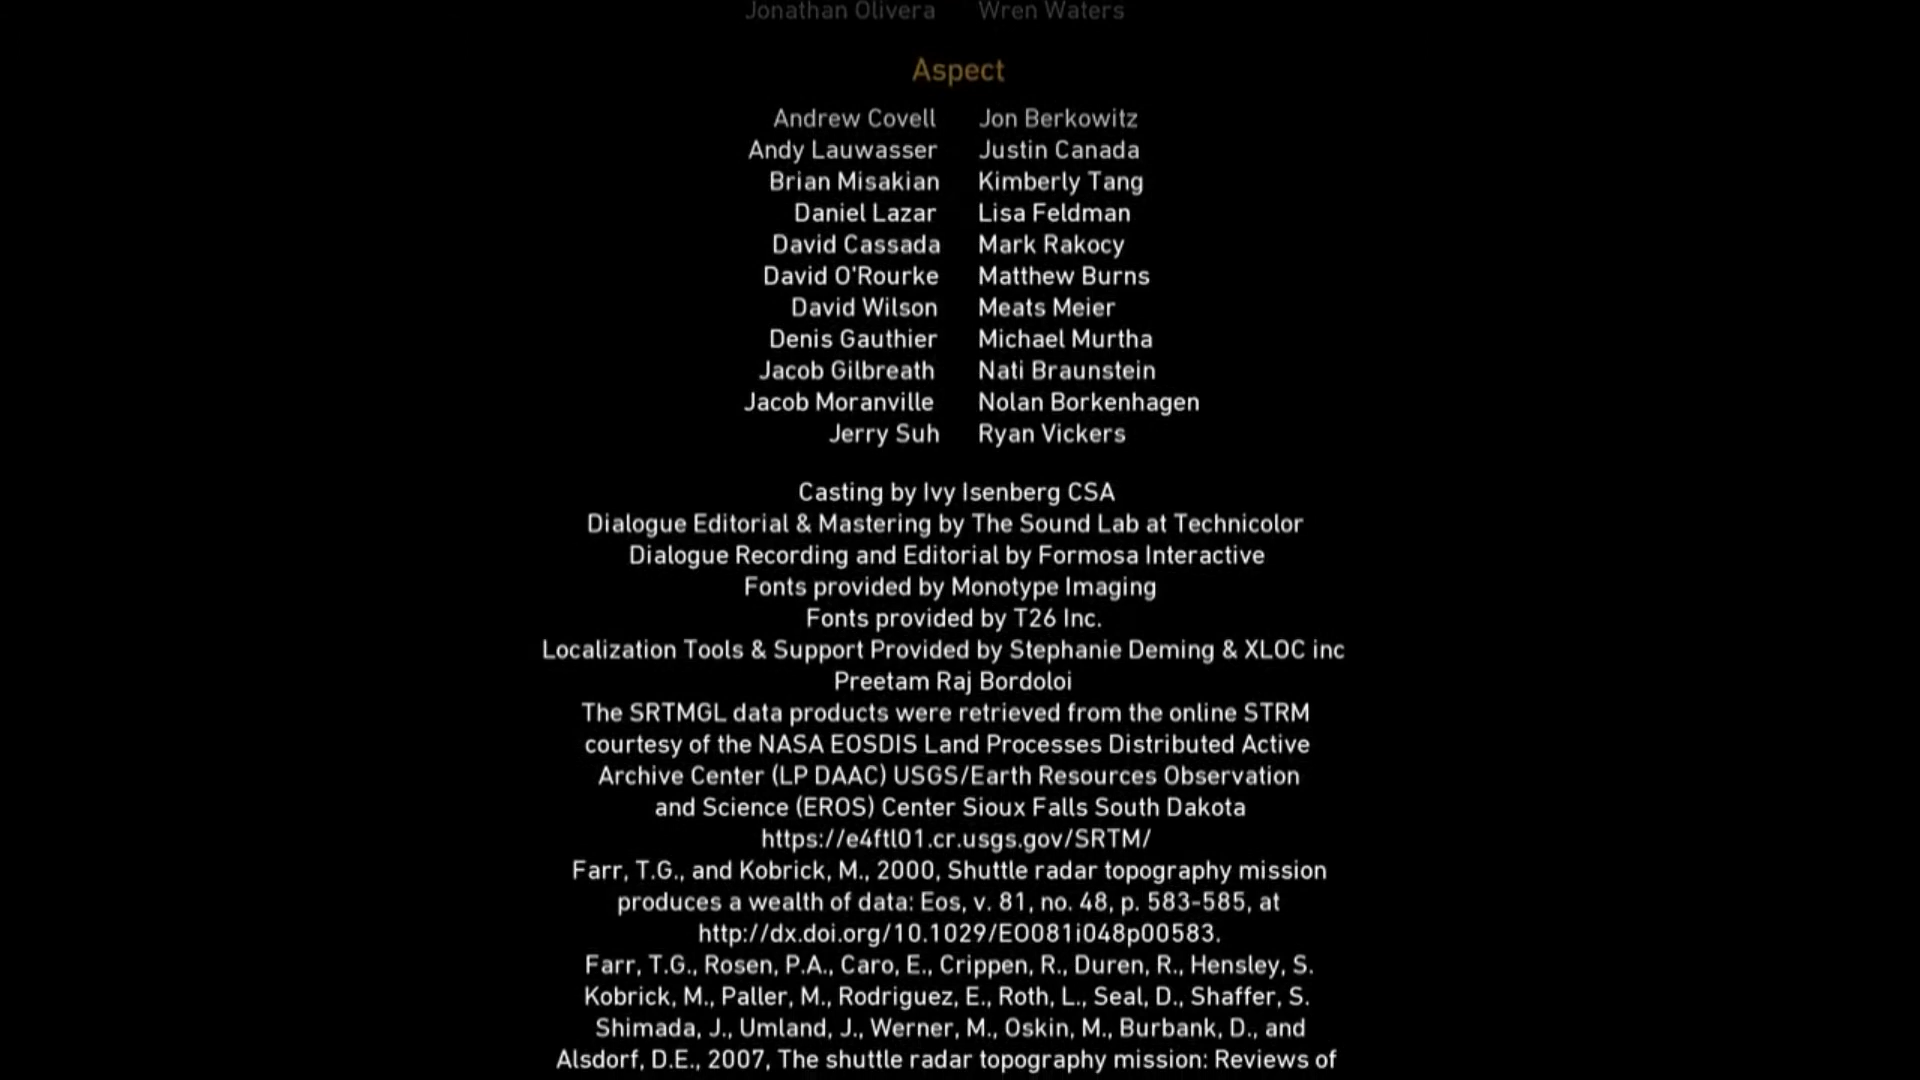 Jonathan Olivera Wren Waters
Aspect
Andrew Covell Jon Berkowitz
Andy Lauwasser Justin Canada
Brian Misakian Kimberly Tang
Daniel Lazar Lisa Feldman
David Cassada Mark Rakocy
David O'Rourke Matthew Burns
David Wilson Meats Meier
Denis Gauthier Michael Murtha
Jacob Gilbreath Nati Braunstein
Jacob Moranville Nolan Borkenhagen
Jerry Suh Ryan Vickers
Casting by Ivy Isenberg CSA
Dialogue Editorial & Mastering by The Sound Lab at Technicolor
Dialogue Recording and Editorial by Formosa Interactive
Fonts provided by Monotype Imaging
Fonts provided by T26 Inc.
Localization Tools & Support Provided by Stephanie Deming & XLOC inc
Preetam Raj Bordoloi
The SRTMGL data products were retrieved from the online STRM
courtesy of the NASA EOSDIS Land Processes Distributed Active
Archive Center (LP DAAC) USGS/Earth Resources Observation
and Science (EROS) Center Sioux Falls South Dakota
https://e4ftl01.cr.usgs.gov/SRTM/
Farr, T.G., and Kobrick, M., 2000, Shuttle radar topography mission
produces a wealth of data: Eos, v. 81, no. 48, p. 583-585, at
http://dx.doi.org/10.1029/EO081i048p00583.
Farr, T.G., Rosen, P.A., Caro, E., Crippen, R., Duren, R., Hensley, S.
Kobrick, M., Paller, M., Rodriguez, E., Roth, L., Seal, D., Shaffer, S.
Shimada, J., Umland, J., Werner, M., Oskin, M., Burbank, D., and
Alsdorf, D.E., 2007, The shuttle radar topography mission: Reviews of